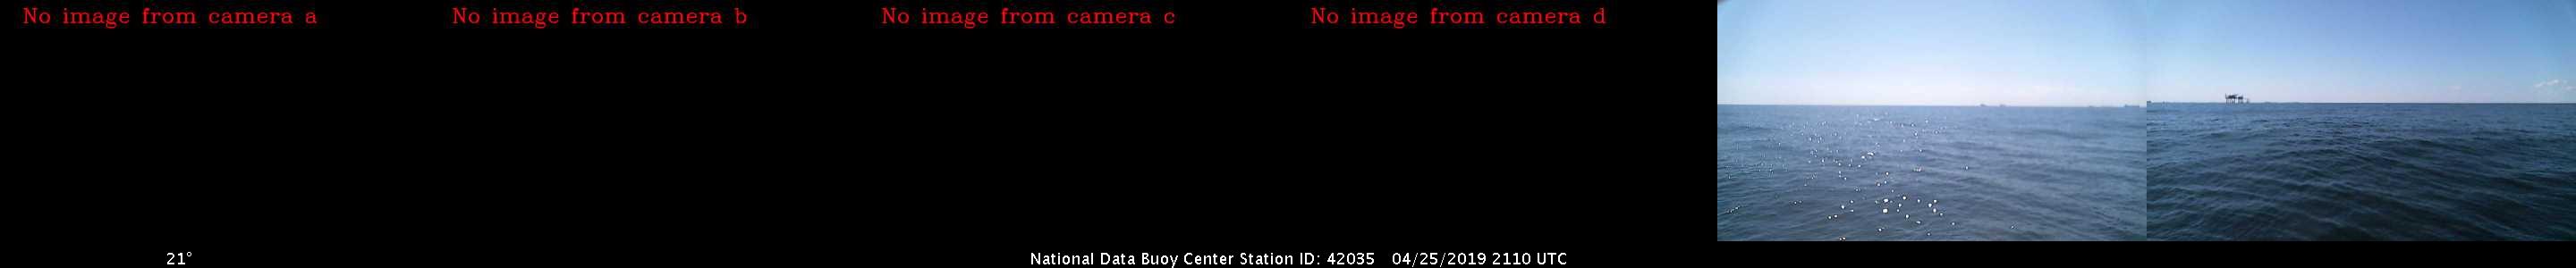 No image from camera a
No image from camera b
No image from camera c
No image from camera d
21°
National Data Buoy Center Station ID: 42035 04/25/2019 2110 UTC